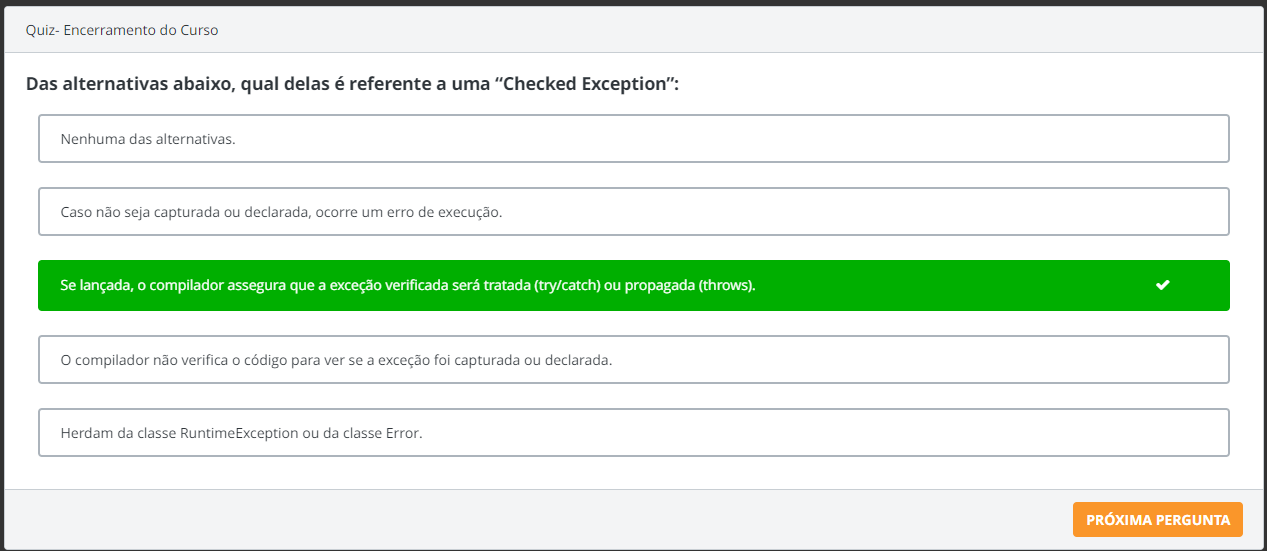 Quiz- Encerramento do Curso
Das alternativas abaixo, qual delas é referente a uma “Checked Exception”:
Nenhuma das alternativas.
Caso não seja capturada ou declarada, ocorre um erro de execução.
Se lançada, o compilador assegura que a exceção verificada será tratada (try/catch) ou propagada (throws).
O compilador não verifica o código para ver se a exceção foi capturada ou declarada.
Herdam da classe RuntimeException ou da classe Error.
PRÓXIMA PERGUNTA